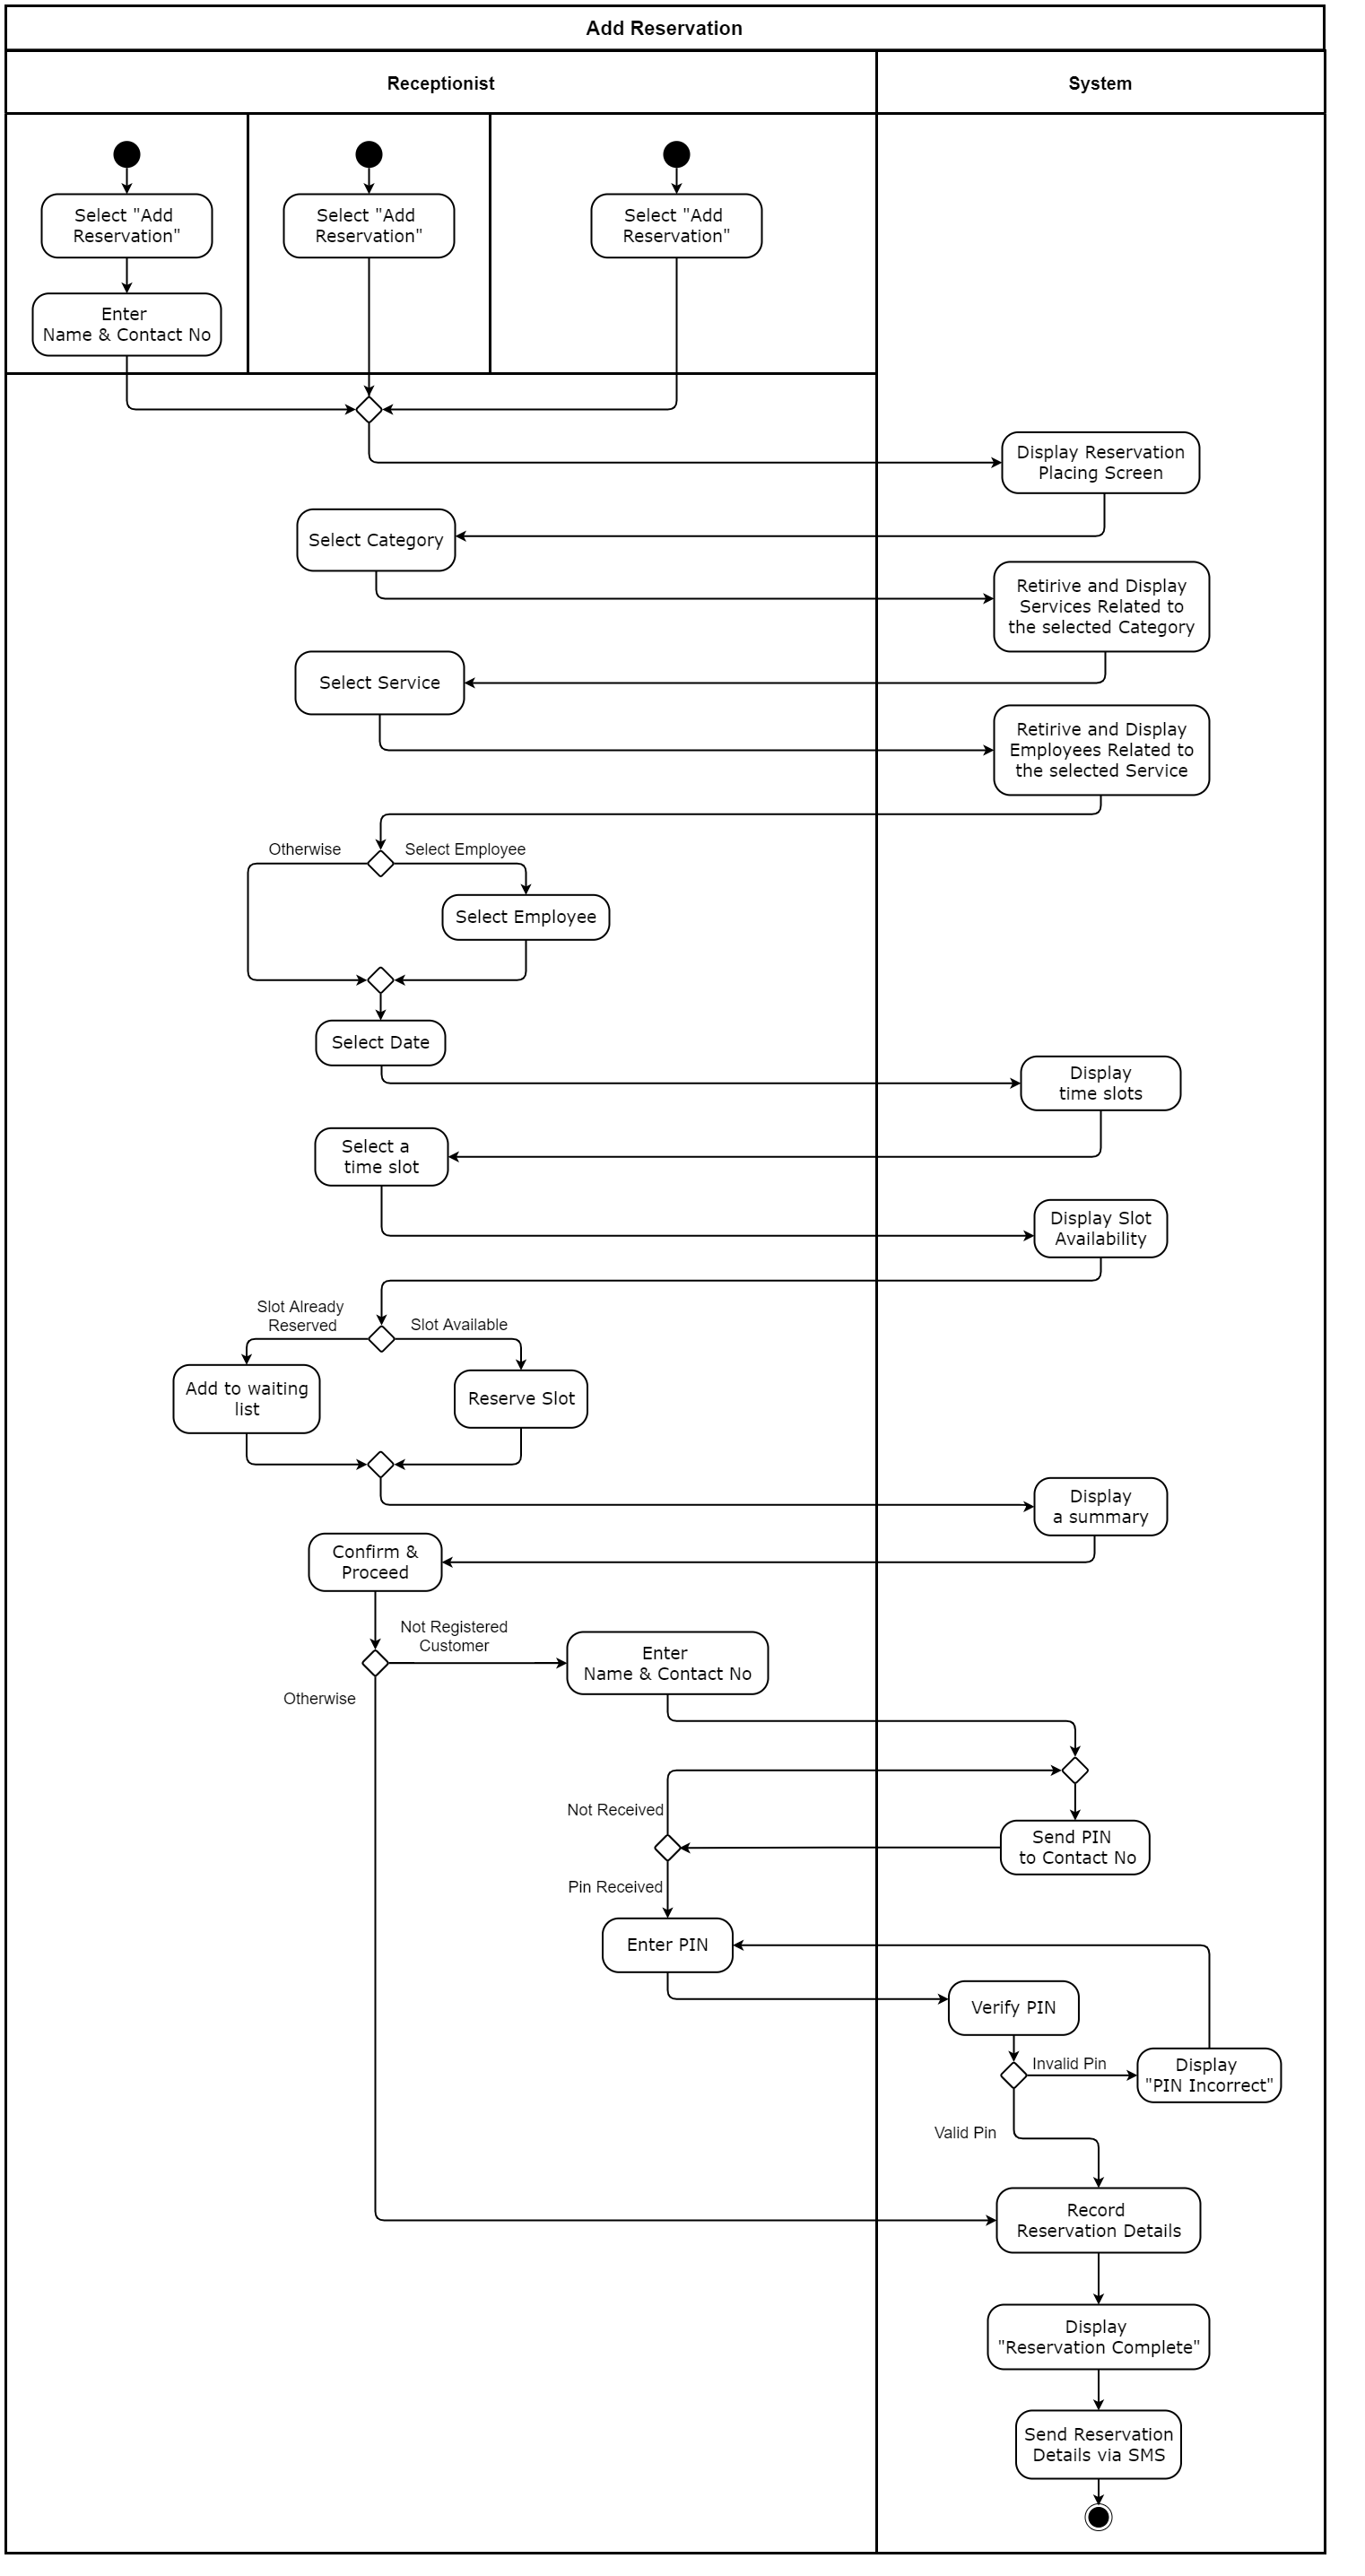 Add Reservation
Receptionist
System
Select "Add
Reservation"
Select "Add
Reservation"
Select "Add
Reservation"
Enter
Name & Contact No
Display Reservation
Placing Screen
Select Category
Retirive and Display
Services Related to
the selected Category
Select Service
Retirive and Display
Employees Related to
the selected Service
Otherwise
Select Employee
Select Employee
Select Date
Display
time slots
Select a
time slot
Display Slot
Availability
Slot Already
Reserved
Slot Available
Add to waiting
list
Reserve Slot
Display
a summary
Confirm &
Proceed
Not Registered
Customer
Enter
Name & Contact No
Otherwise
Not Received
Send PIN
to Contact No
Pin Received
Enter PIN
Verify PIN
Invalid Pin
Display
"PIN Incorrect"
Valid Pin
Record
Reservation Details
Display
"Reservation Complete"
Send Reservation
Details via SMS